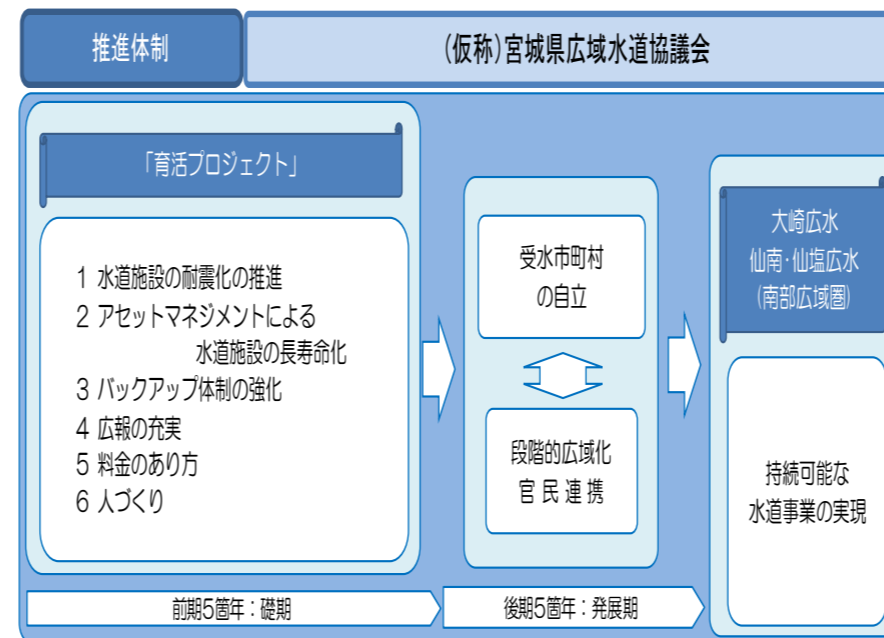 推進体制
(仮称)宮城県広域水道協議会
「育活プロジェクト」
1 水道施設の耐震化の推進
2 アセットマネジメントによる
水道施設の長寿命化
3 バックアップ体制の強化
4 広報の充実
5 料金のあり方
6 人づくり
受水市町村
の自立
段階的広域化
官民連携
大崎広水
仙南・仙塩広水
(南部広域圏)
持続可能な
水道事業の実現
前期5箇年：礎期
後期5箇年：発展期